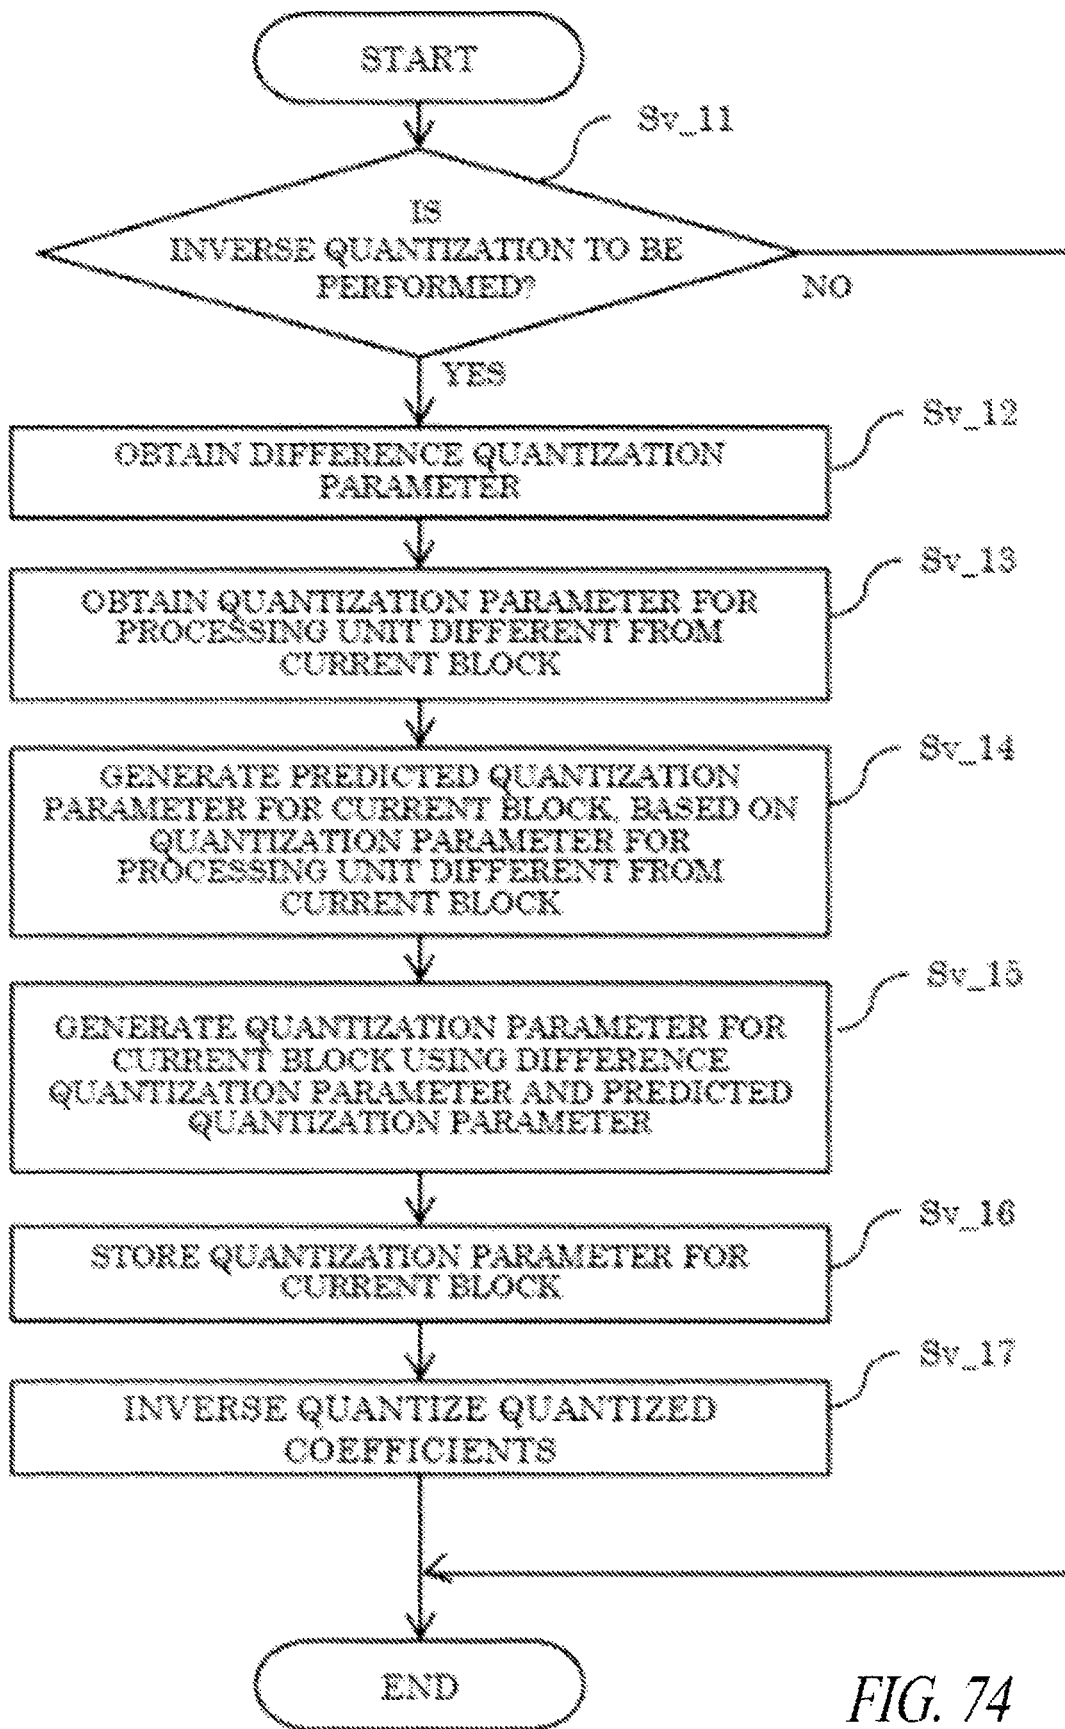 START
Sv_11
IS
INVERSE QUANTIZATION TO BE
PERFORMED?
NO
YES
Sv_12
OBTAIN DIFFERENCE QUANTIZATION
PARAMETER
Sv_13
OBTAIN QUANTIZATION PARAMETER FOR
PROCESSING UNIT DIFFERENT FROM
CURRENT BLOCK
Sv_14
GENERATE PREDICTED QUANTIZATION
PARAMETER FOR CURRENT BLOCK, BASED ON
QUANTIZATION PARAMETER FOR
PROCESSING UNIT DIFFERENT FROM
CURRENT BLOCK
Sv_15
GENERATE QUANTIZATION PARAMETER FOR
CURRENT BLOCK USING DIFFERENCE
QUANTIZATION PARAMETER AND PREDICTED
QUANTIZATION PARAMETER
Sv_16
STORE QUANTIZATION PARAMETER FOR
CURRENT BLOCK
Sv_17
INVERSE QUANTIZE QUANTIZED
COEFFICIENTS
END
FIG. 74